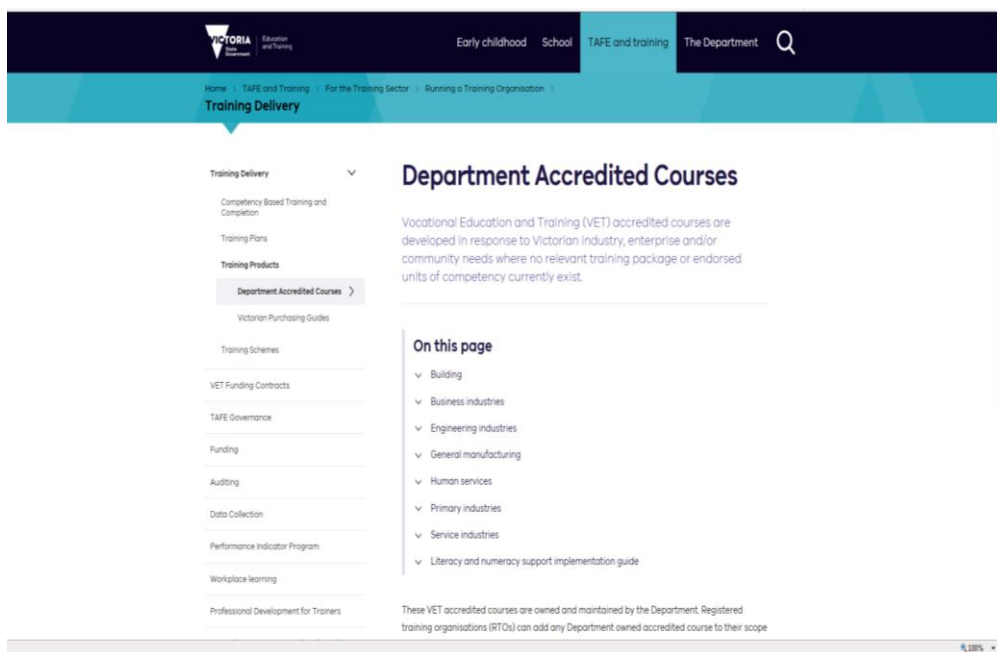 VICTORIA
State
Government
Education
and Training
Early childhood School TAFE and training The Department
Home TAFE and Training For the Training Sector Running a Training Organisation
Training Delivery
Training Delivery
Competency Based Training and
Completion
Training Plans
Training Products
Department Accredited Courses
Victorian Purchasing Guides
Training Schemes
VET Funding Contracts
TAFE Governance
Funding
Auditing
Data Collection
Performance Indicator Program
Workplace learning
Professional Development for Trainers
Department Accredited Courses
Vocational Education and Training (VET) accredited courses are
developed in response to Victorian industry, enterprise and/or
community needs where no relevant training package or endorsed
units of competency currently exist.
On this page
Building
Business industries
Engineering industries
General manufacturing
Human services
Primary industries
Service industries
Literacy and numeracy support implementation guide
These VET accredited courses are owned and maintained by the Department. Registered
training organisations (RTOs) can add any Department owned accredited course to their scope
100%